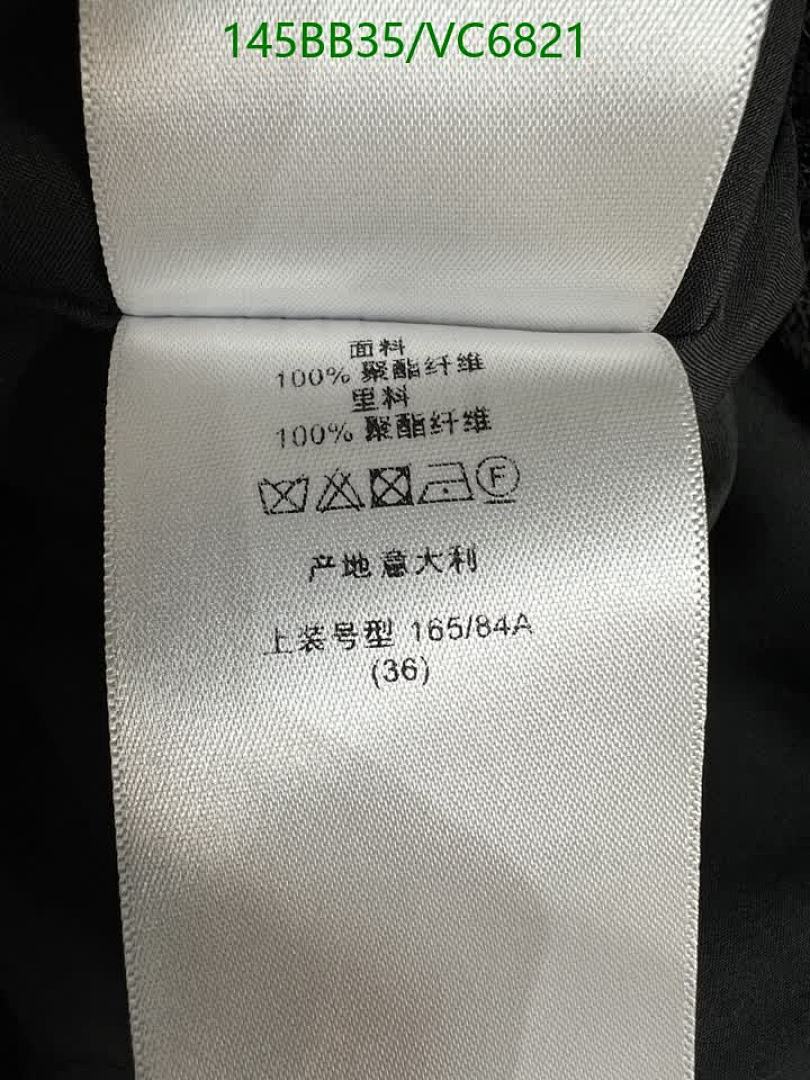 145BB35/VC6821
面料
100% 聚酯纤维
里料
100% 聚酯纤维
F
产地意大利
上装号型 165/84A
(36)